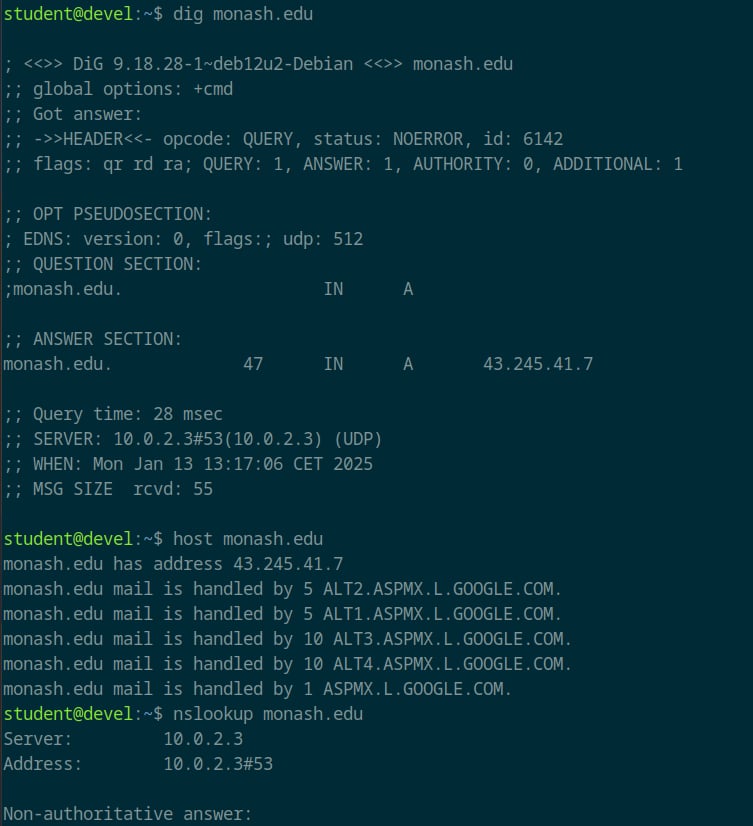 student@devel:~$ dig monash.edu
; <<>> DiG 9.18.28-1~deb12u2-Debian <<>> monash.edu
;; global options: +cmd
;; Got answer:
;; ->>HEADER<<- opcode: QUERY, status: NOERROR, id: 6142
;; flags: qr rd ra; QUERY: 1, ANSWER: 1, AUTHORITY: 0, ADDITIONAL: 1
;; OPT PSEUDOSECTION:
; EDNS: version: 0, flags:; udp: 512
;; QUESTION SECTION:
;monash.edu.                    IN      A
;; ANSWER SECTION:
monash.edu.             47      IN      A       43.245.41.7
;; Query time: 28 msec
;; SERVER: 10.0.2.3#53(10.0.2.3) (UDP)
;; WHEN: Mon Jan 13 13:17:06 CET 2025
;; MSG SIZE  rcvd: 55
student@devel:~$ host monash.edu
monash.edu has address 43.245.41.7
monash.edu mail is handled by 5 ALT2.ASPMX.L.GOOGLE.COM.
monash.edu mail is handled by 5 ALT1.ASPMX.L.GOOGLE.COM.
monash.edu mail is handled by 10 ALT3.ASPMX.L.GOOGLE.COM.
monash.edu mail is handled by 10 ALT4.ASPMX.L.GOOGLE.COM.
monash.edu mail is handled by 1 ASPMX.L.GOOGLE.COM.
student@devel:~$ nslookup monash.edu
Server:         10.0.2.3
Address:        10.0.2.3#53
Non-authoritative answer: